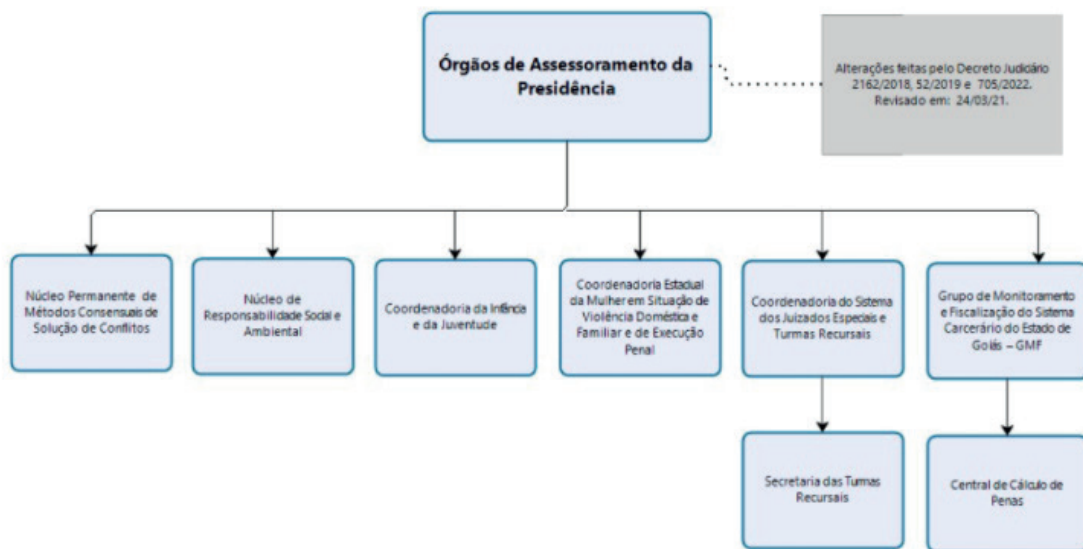 Órgãos de Assessoramento da
Presidência
Alterações feitas pelo Decreto Judiciário
2162/2018, 52/2019 e 705/2022.
Revisado em: 24/03/21.
Núcleo Permanente de
Métodos Consensuais de
Solução de Conflitos
Núcleo de
Responsabilidade Social e
Ambiental
Coordenadoria da Infância
e da Juventude
Coordenadoria Estadual
da Mulher em Situação de
Violência Doméstica e
Familiar e de Execução
Penal
Coordenadoria do Sistema
dos Juizados Especiais e
Turmas Recursais
Grupo de Monitoramento
e Fiscalização do Sistema
Carcerário do Estado de
Goiás – GMF
Secretaria das Turmas
Recursais
Central de Cálculo de
Penas